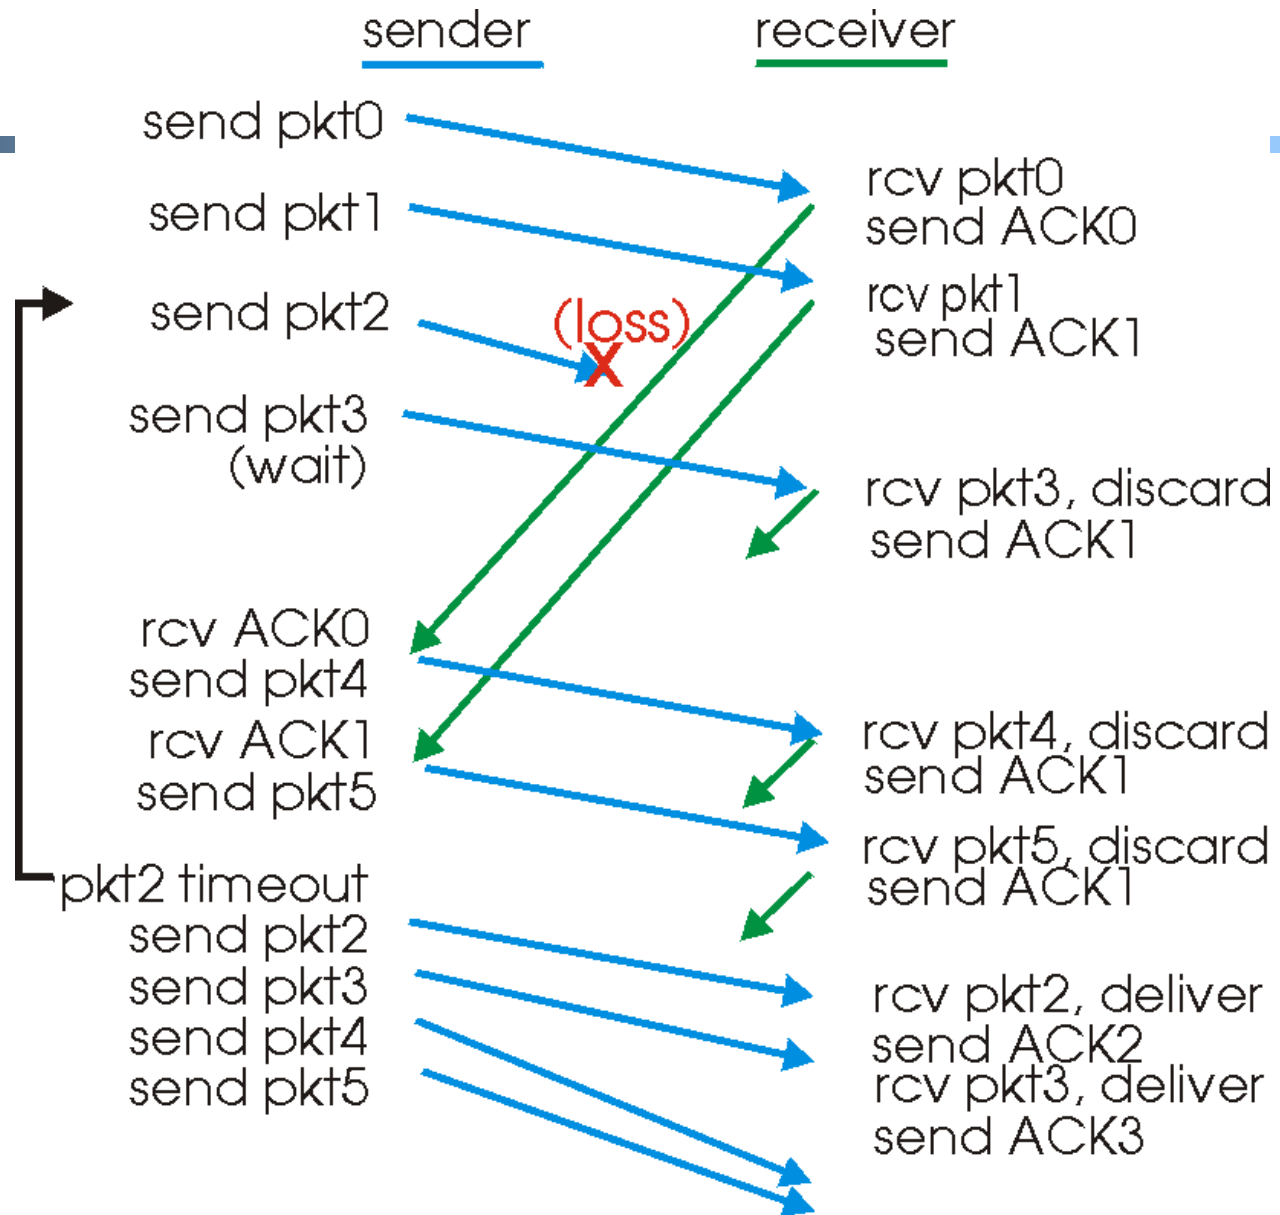 sender
receiver
send pkt0
rcv pkt0
send ACK0
send pkt1
rcv pkt1
send ACK1
send pkt2
(loss)
X
send pkt3
(wait)
rcv pkt3, discard
send ACK1
rcv ACK0
send pkt4
rcv ACK1
send pkt5
rcv pkt4, discard
send ACK1
rcv pkt5, discard
send ACK1
pkt2 timeout
send pkt2
send pkt3
send pkt4
send pkt5
rcv pkt2, deliver
send ACK2
rcv pkt3, deliver
send ACK3